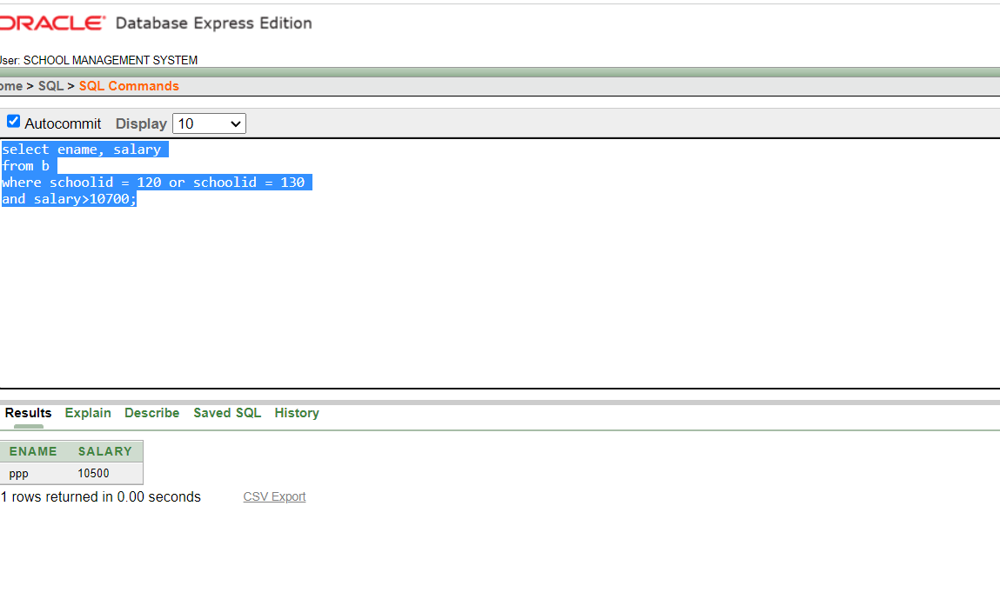 ORACLE® Database Express Edition
User: SCHOOL MANAGEMENT SYSTEM
ome > SQL > SQL Commands
Autocommit Display 10
select ename, salary
from b
where schoolid = 120 or schoolid = 130
and salary>10700;
Results Explain Describe Saved SQL History
ENAME SALARY
ppp 10500
1 rows returned in 0.00 seconds CSV Export